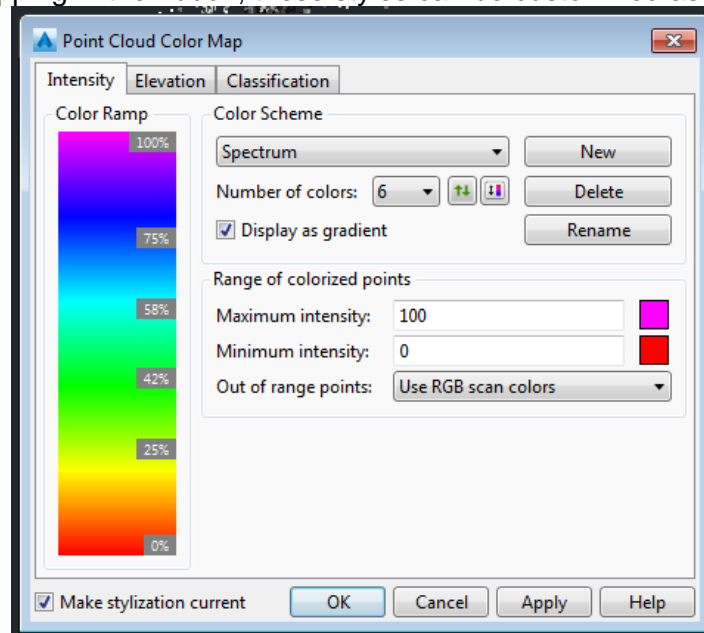 Point Cloud Color Map
Intensity Elevation Classification
Color Ramp
100%
75%
58%
42%
25%
0%
Color Scheme
Spectrum New
Number of colors: 6 Delete
Display as gradient Rename
Range of colorized points
Maximum intensity: 100
Minimum intensity: 0
Out of range points: Use RGB scan colors
Make stylization current OK Cancel Apply Help